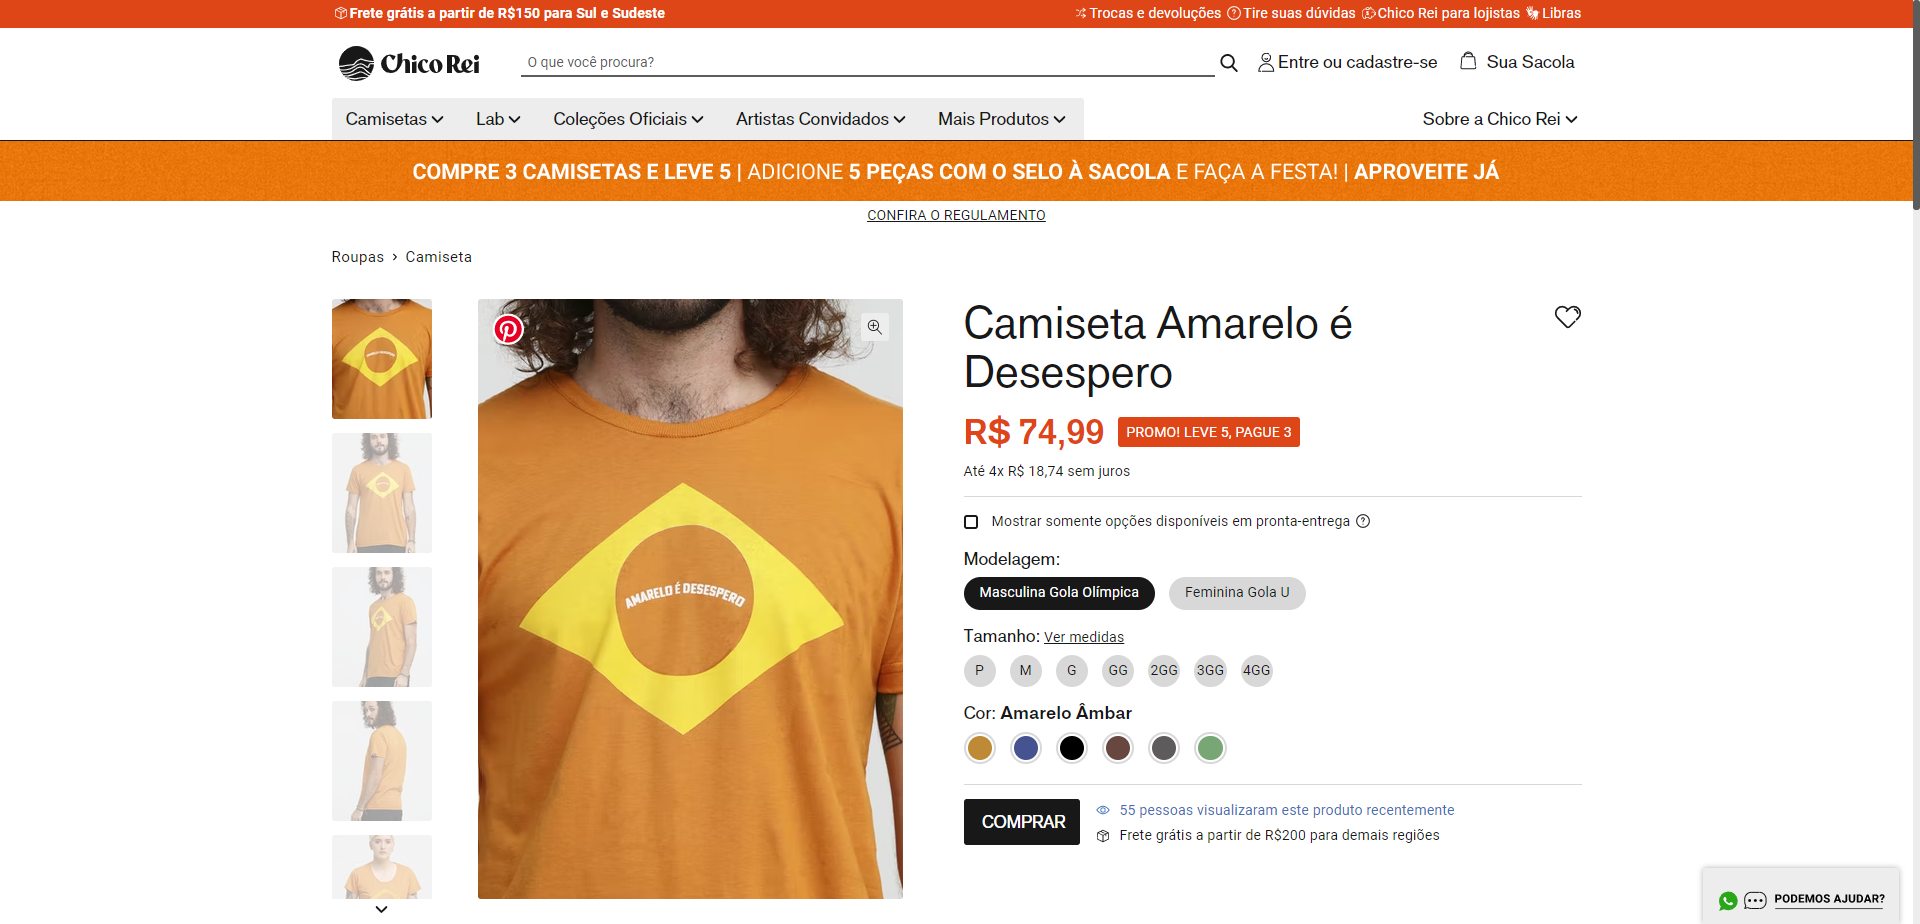 Frete grátis a partir de R$150 para Sul e Sudeste
Trocas e devoluções Tire suas dúvidas Chico Rei para lojistas Libras
Chico Rei
O que você procura?
Entre ou cadastre-se
Sua Sacola
Camisetas Lab Coleções Oficiais Artistas Convidados Mais Produtos
Sobre a Chico Rei
COMPRE 3 CAMISETAS E LEVE 5 | ADICIONE 5 PEÇAS COM O SELO À SACOLA E FAÇA A FESTA! | APROVEITE JÁ
CONFIRA O REGULAMENTO
Roupas › Camiseta
AMARELO É DESESPERO
Camiseta Amarelo é
Desespero
R$ 74,99
PROMO! LEVE 5, PAGUE 3
Até 4x R$ 18,74 sem juros
Mostrar somente opções disponíveis em pronta-entrega
Modelagem:
Masculina Gola Olímpica
Feminina Gola U
Tamanho: Ver medidas
P M G GG 2GG 3GG 4GG
Cor: Amarelo Âmbar
COMPRAR
55 pessoas visualizaram este produto recentemente
Frete grátis a partir de R$200 para demais regiões
PODEMOS AJUDAR?